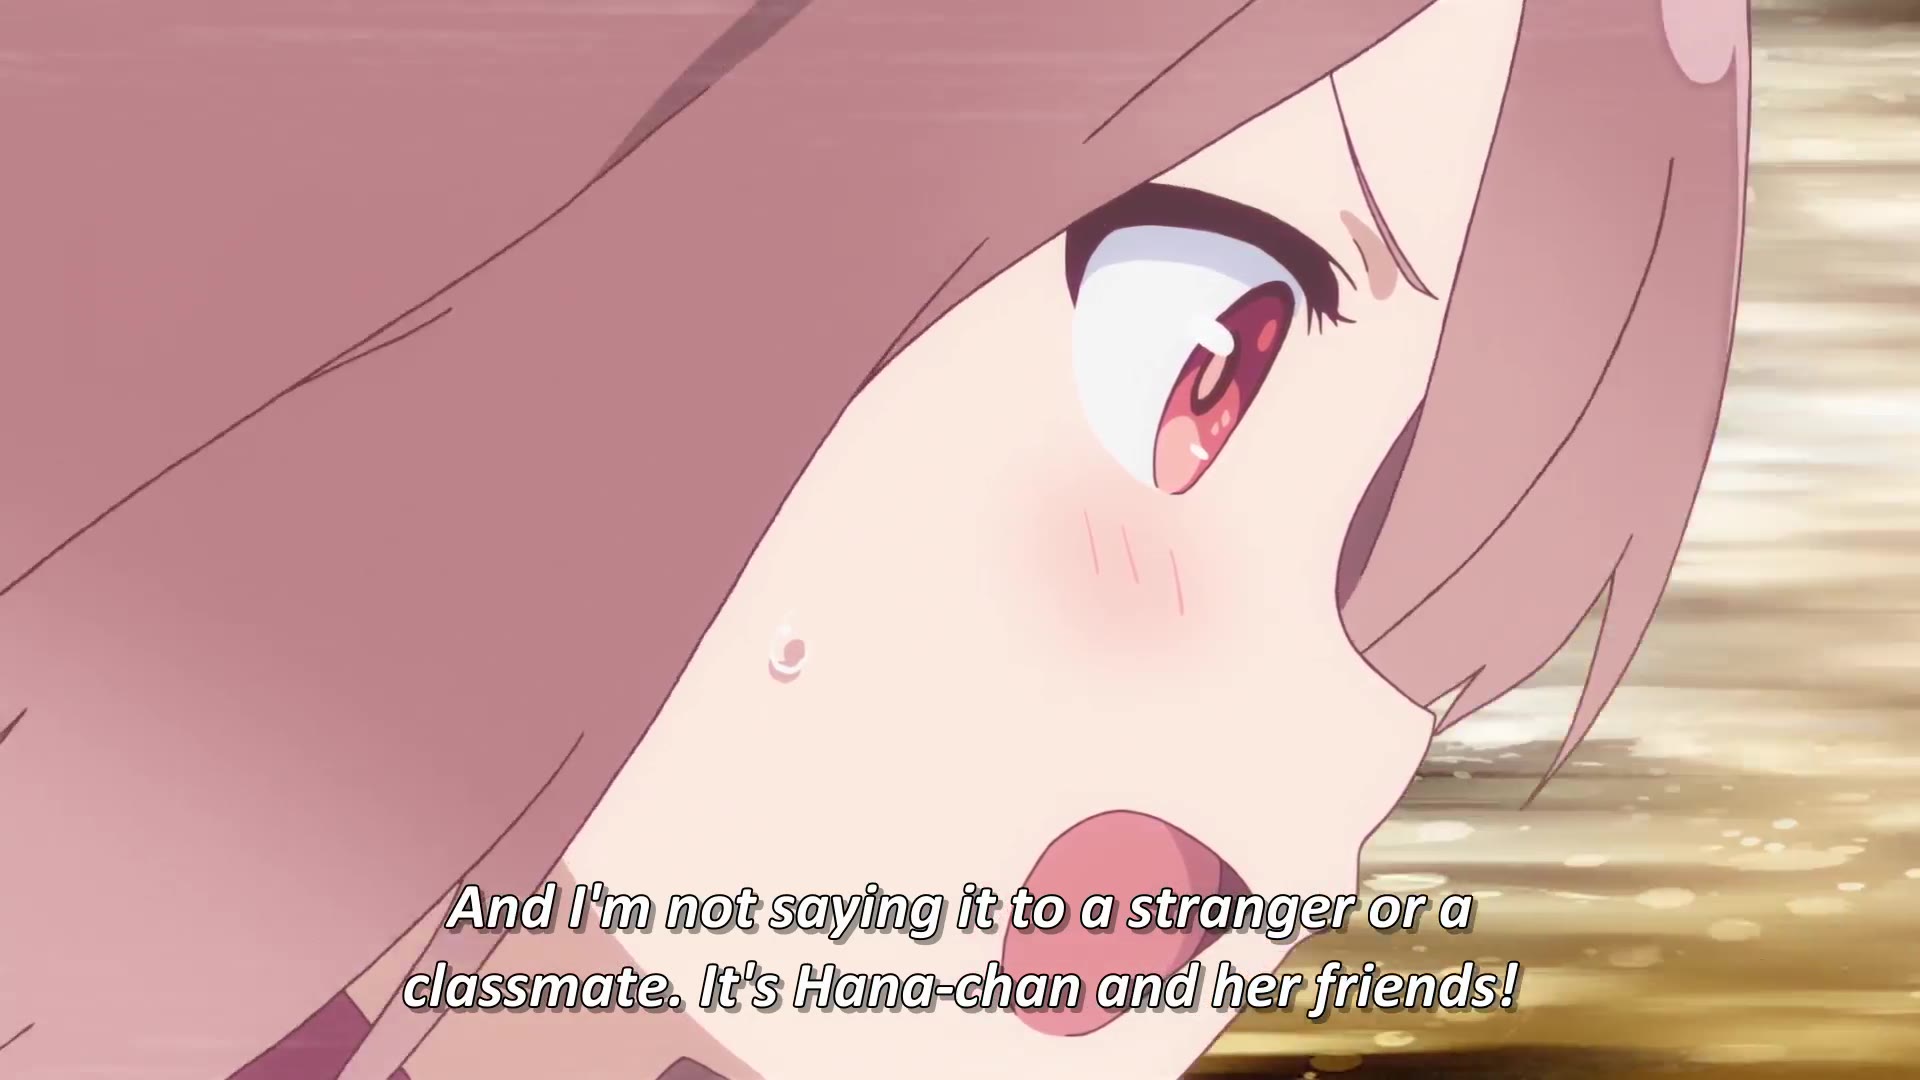 And I'm not saying it to a stranger or a
classmate. It's Hana-chan and her friends!